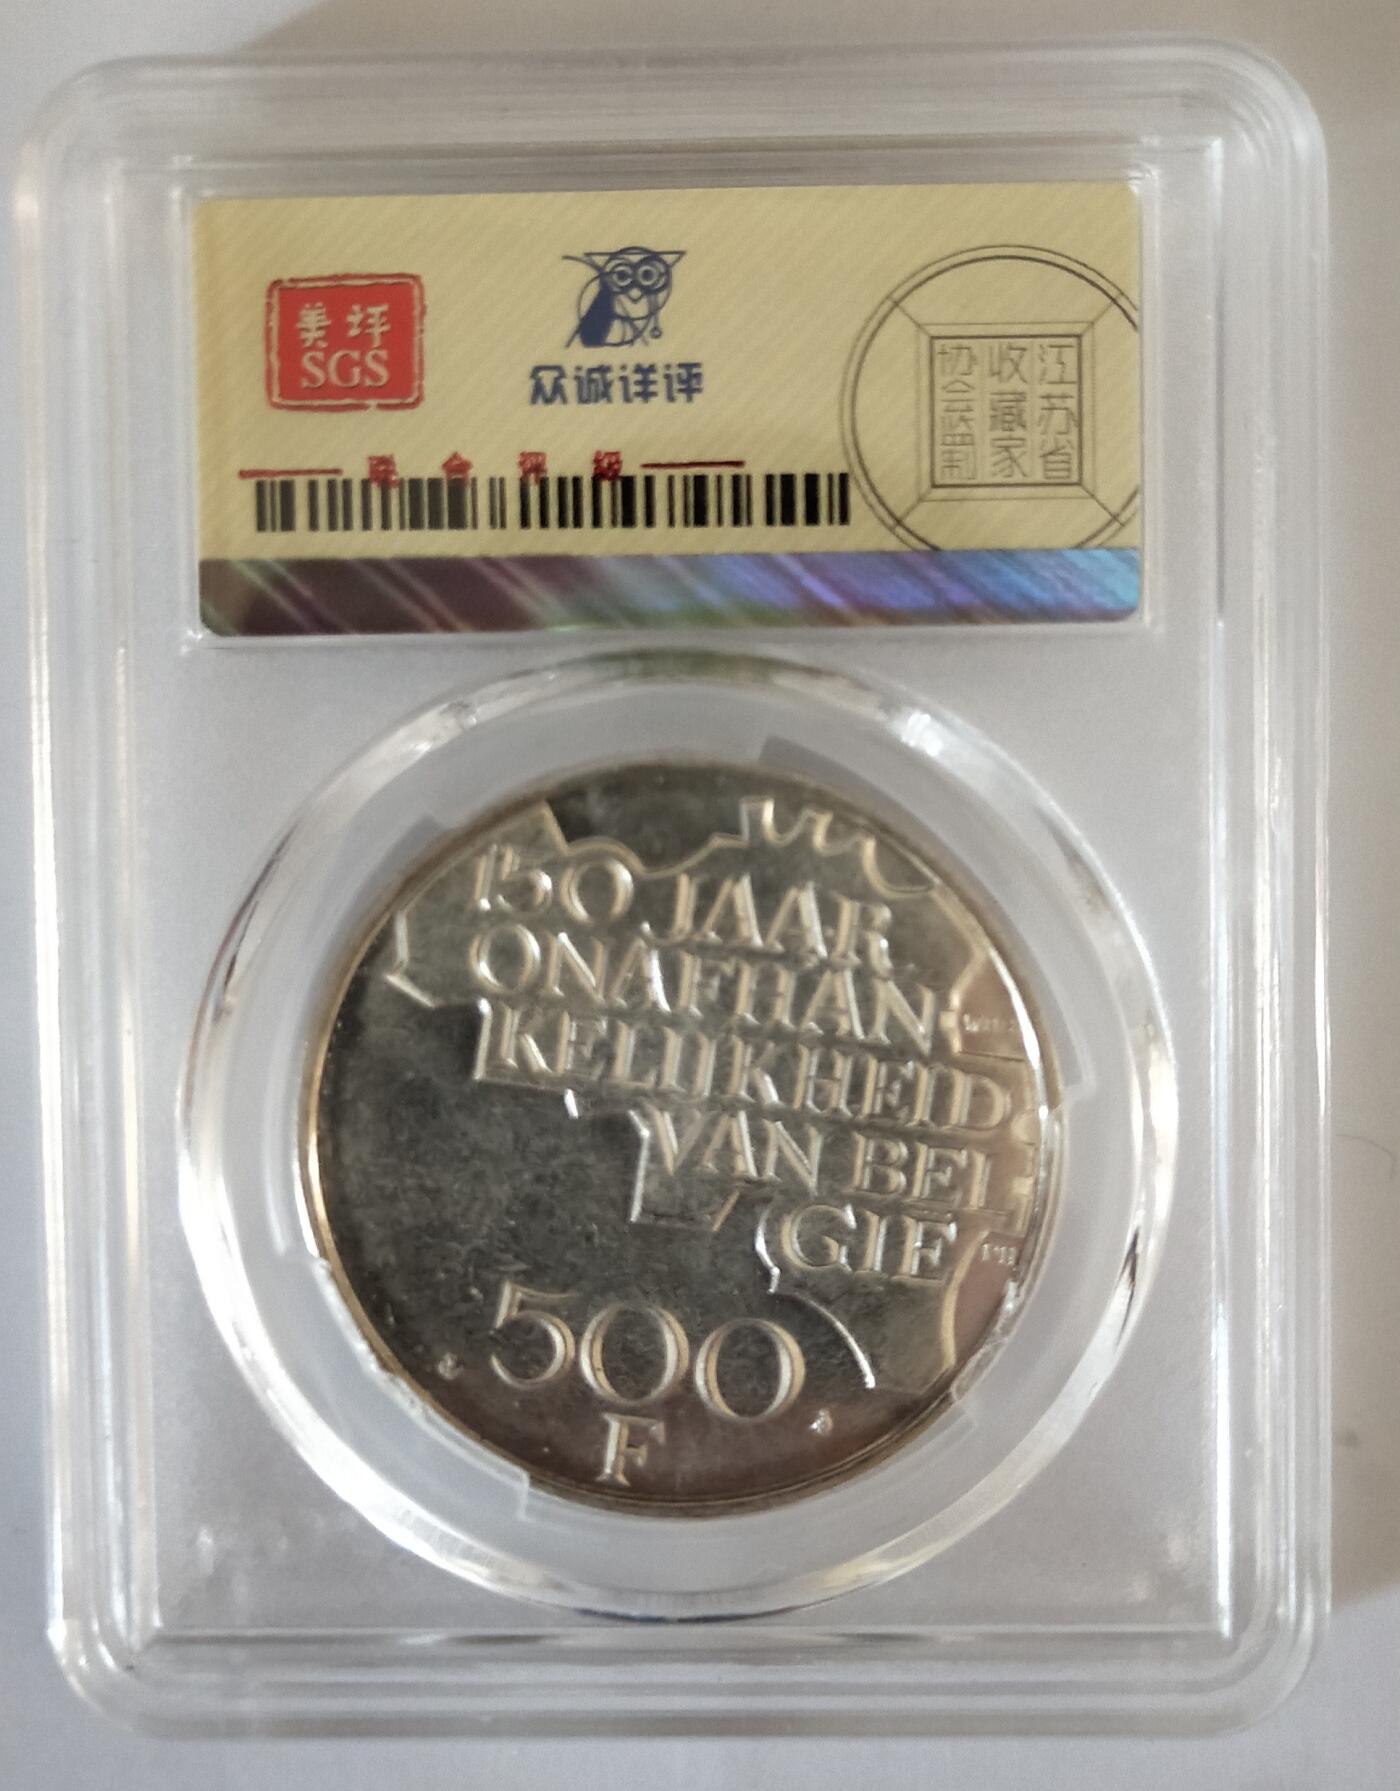 美评
SGS
众诚详评
联合评级
江苏省
收藏家
协会监制
150 JAAR
ONAFHAN
KELIJKHEID
VAN BEL
GIE
500
F